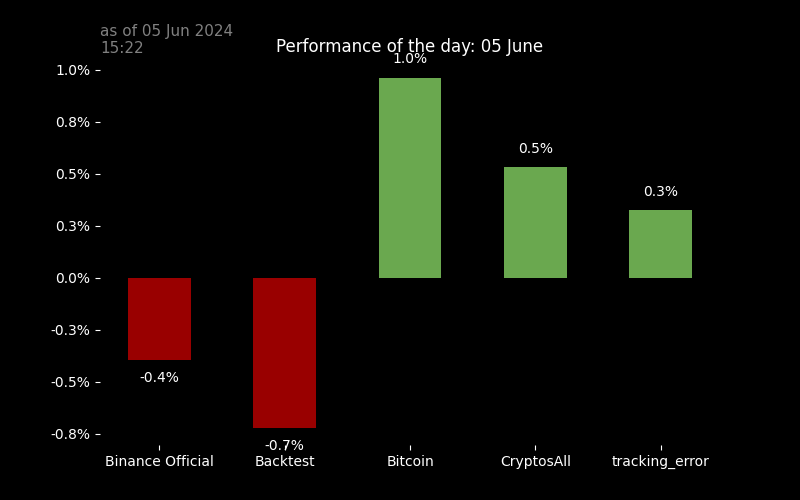 as of 05 Jun 2024
15:22
Performance of the day: 05 June
1.0%
0.8%
0.5%
0.3%
0.0%
-0.3%
-0.5%
-0.8%
-0.4%
-0.7%
1.0%
0.5%
0.3%
Binance Official
Backtest
Bitcoin
CryptosAll
tracking_error